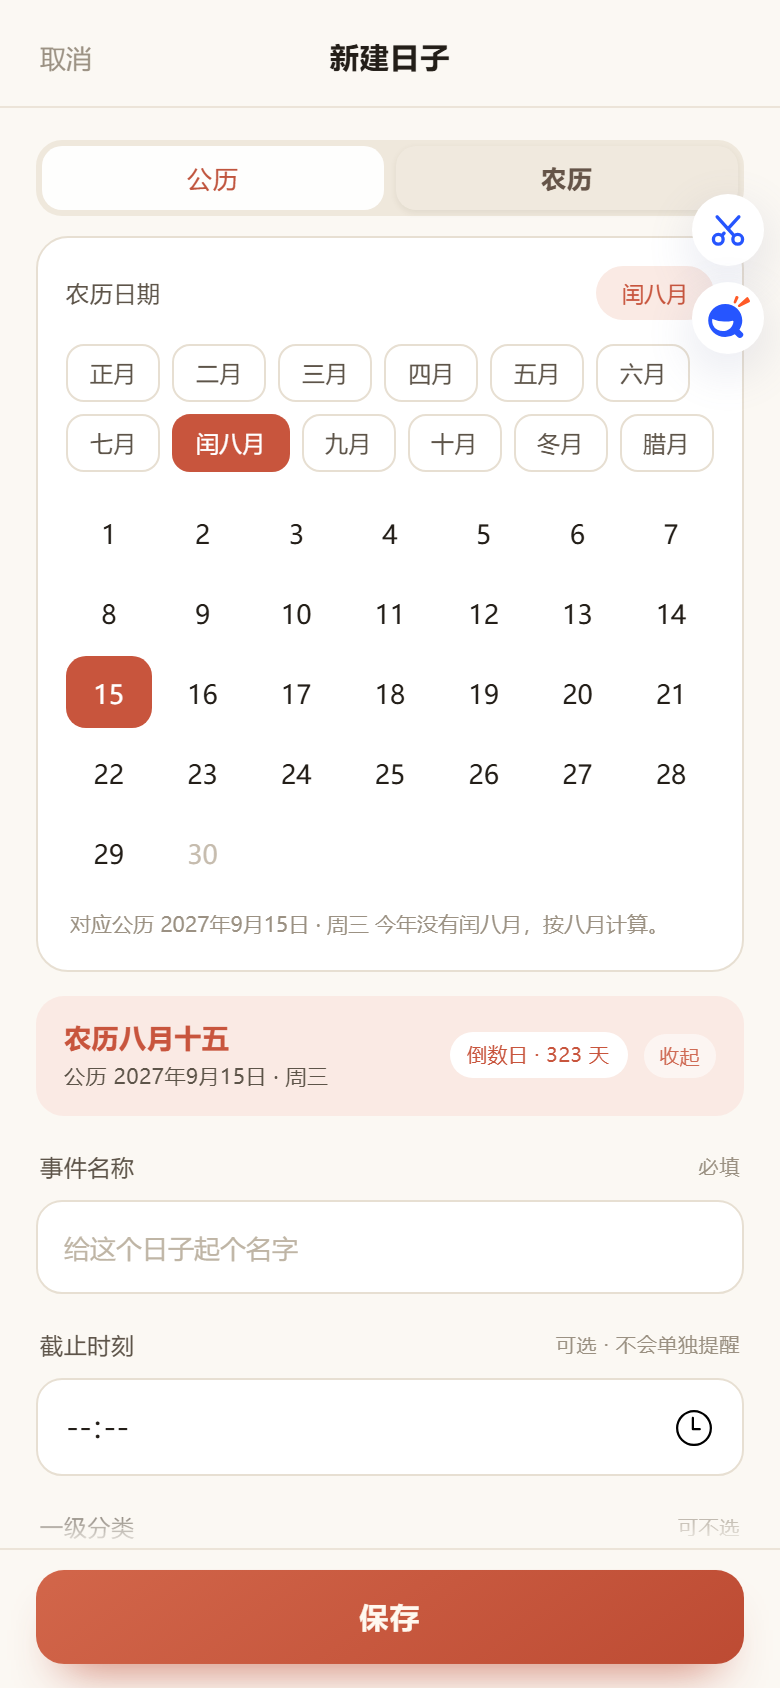 取消
新建日子
公历
农历
农历日期
闰八月
正月 二月 三月 四月 五月 六月
七月 闰八月 九月 十月 冬月 腊月
1 2 3 4 5 6 7
8 9 10 11 12 13 14
15 16 17 18 19 20 21
22 23 24 25 26 27 28
29 30
对应公历 2027年9月15日 · 周三 今年没有闰八月，按八月计算。
农历八月十五
公历 2027年9月15日 · 周三
倒数日 · 323 天
收起
事件名称
必填
给这个日子起个名字
截止时刻
可选 · 不会单独提醒
--:--
一级分类
可不选
保存